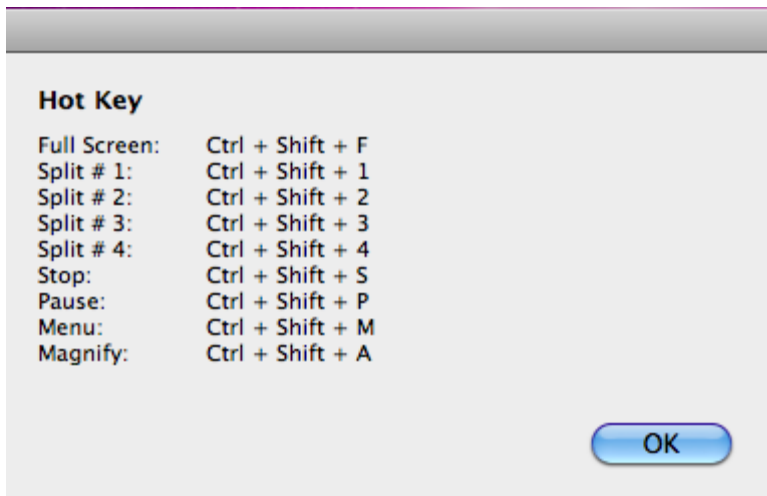 Hot Key
Full Screen: Ctrl + Shift + F
Split # 1: Ctrl + Shift + 1
Split # 2: Ctrl + Shift + 2
Split # 3: Ctrl + Shift + 3
Split # 4: Ctrl + Shift + 4
Stop: Ctrl + Shift + S
Pause: Ctrl + Shift + P
Menu: Ctrl + Shift + M
Magnify: Ctrl + Shift + A
OK